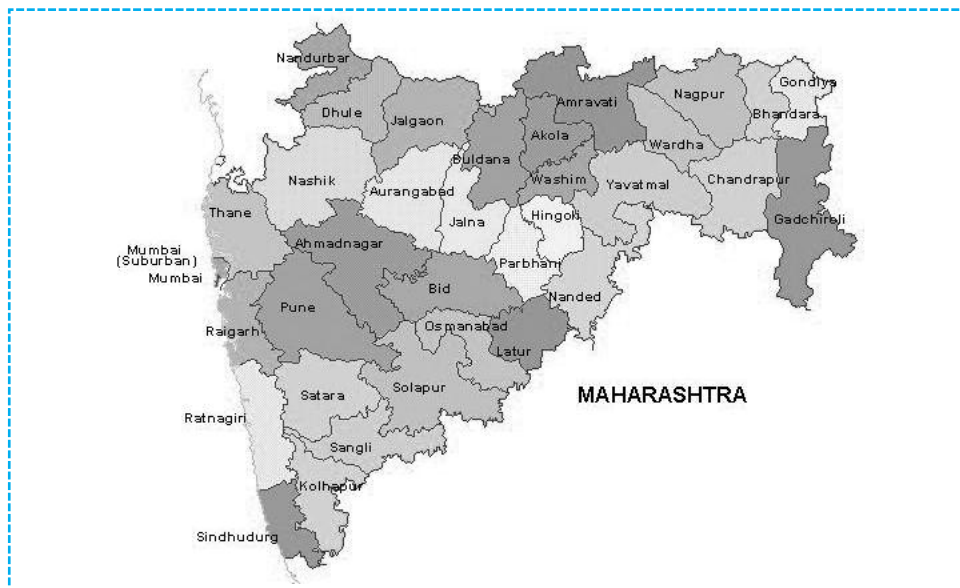 Nandurbar
Gondiya
Nagpur
Amravati
Dhule
Jalgaon
Bhandara
Akola
Wardha
Buldana
Nashik
Aurangabad
Washim
Yavatmal
Chandrapur
Thane
Jalna
Hingoli
Gadchiroli
Ahmadnagar
Mumbai
(Suburban)
Mumbai
Parbhani
Bid
Nanded
Pune
Raigarh
Osmanabad
Latur
Satara
Solapur
MAHARASHTRA
Ratnagiri
Sangli
Kolhapur
Sindhudurg